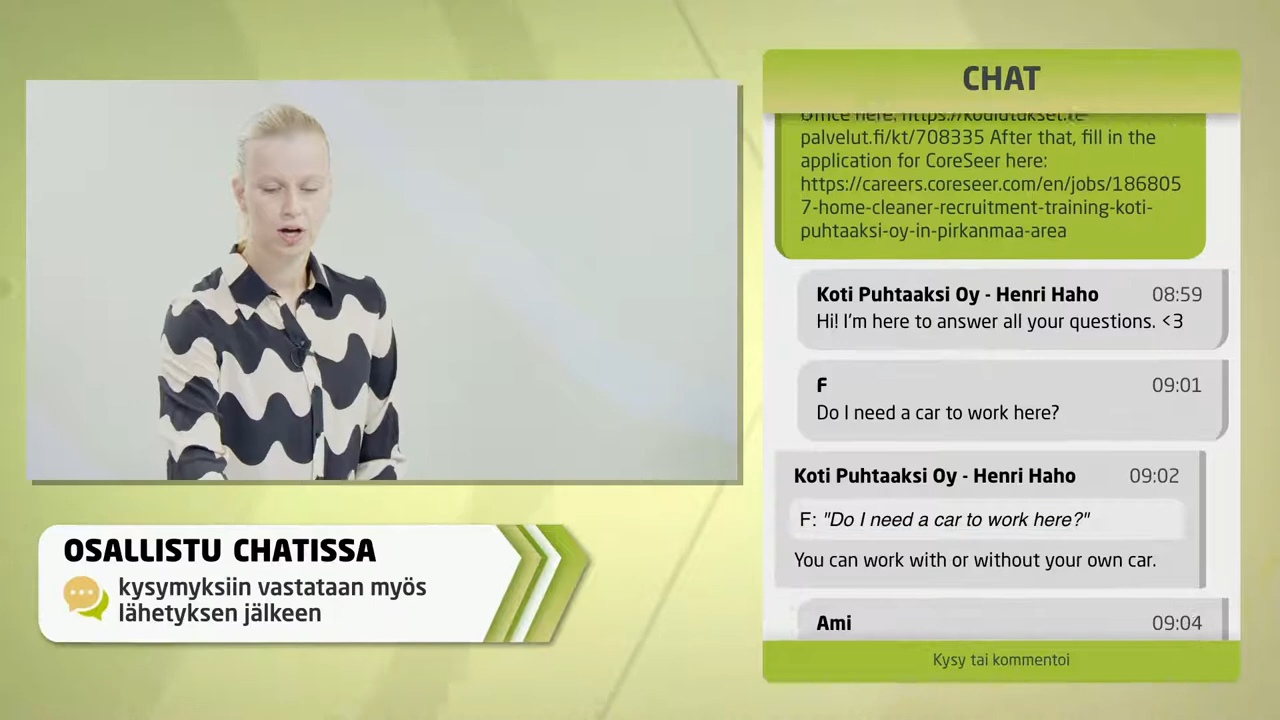 CHAT
palvelut.fi/kt/708335 After that, fill in the
application for CoreSeer here:
https://careers.coreseer.com/en/jobs/186805
7-home-cleaner-recruitment-training-koti-
puhtaaksi-oy-in-pirkanmaa-area
Koti Puhtaaksi Oy - Henri Haho 08:59
Hi! I'm here to answer all your questions. <3
F 09:01
Do I need a car to work here?
Koti Puhtaaksi Oy - Henri Haho 09:02
F: "Do I need a car to work here?"
You can work with or without your own car.
Ami 09:04
Kysy tai kommentoi
OSALLISTU CHATISSA
kysymyksiin vastataan myös
lähetyksen jälkeen